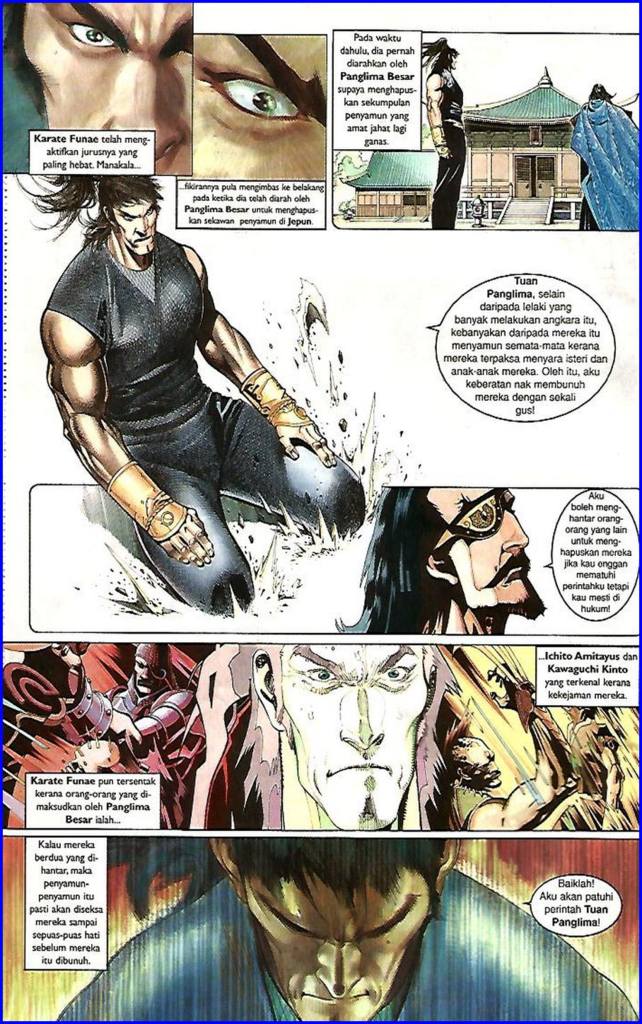 Karate Funae telah meng-
aktifkan jurusnya yang
paling hebat. Manakala...
...fikirannya pula mengimbas ke belakang
pada ketika dia telah diarah oleh
Panglima Besar untuk menghapus-
kan sekawan penyamun di Jepun.
Pada waktu
dahulu, dia pernah
diarahkan oleh
Panglima Besar
supaya menghapus-
kan sekumpulan
penyamun yang
amat jahat lagi
ganas.
Tuan
Panglima, selain
daripada lelaki yang
banyak melakukan angkara itu,
kebanyakan daripada mereka itu
menyamun semata-mata kerana
mereka terpaksa menyara isteri dan
anak-anak mereka. Oleh itu, aku
keberatan nak membunuh
mereka dengan sekali
gus!
Aku
boleh meng-
hantar orang-
orang yang lain
untuk meng-
hapuskan mereka
jika kau enggan
mematuhi
perintahku tetapi
kau mesti di
hukum!
Karate Funae pun tersentak
kerana orang-orang yang di-
maksudkan oleh Panglima
Besar ialah...
...Ichito Amitayus dan
Kawaguchi Kinto
yang terkenal kerana
kekejaman mereka.
Kalau mereka
berdua yang di-
hantar, maka
penyamun-
penyamun itu
pasti akan diseksa
mereka sampai
sepuas-puas hati
sebelum mereka
itu dibunuh.
Baiklah!
Aku akan patuhi
perintah Tuan
Panglima!